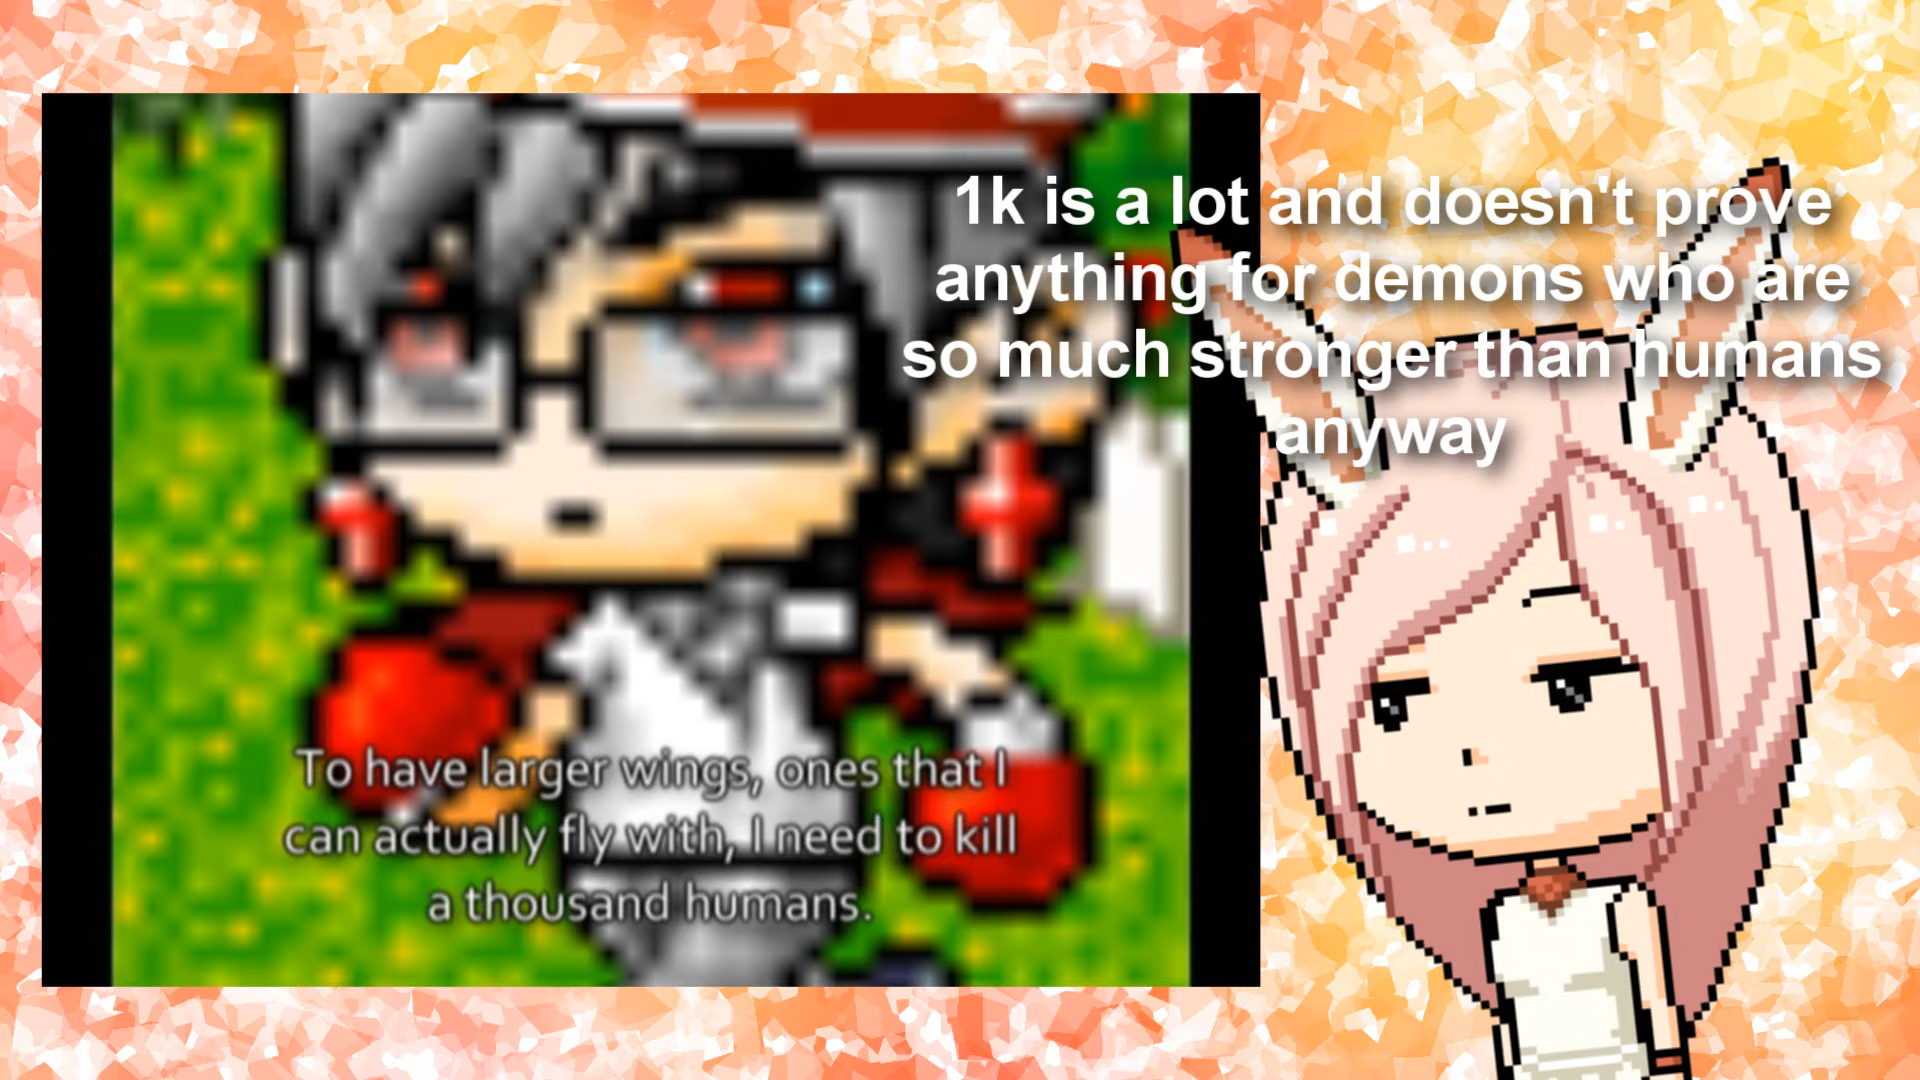 1k is a lot and doesn't prove
anything for demons who are
so much stronger than humans
anyway
To have larger wings, ones that I
can actually fly with, I need to kill
a thousand humans.